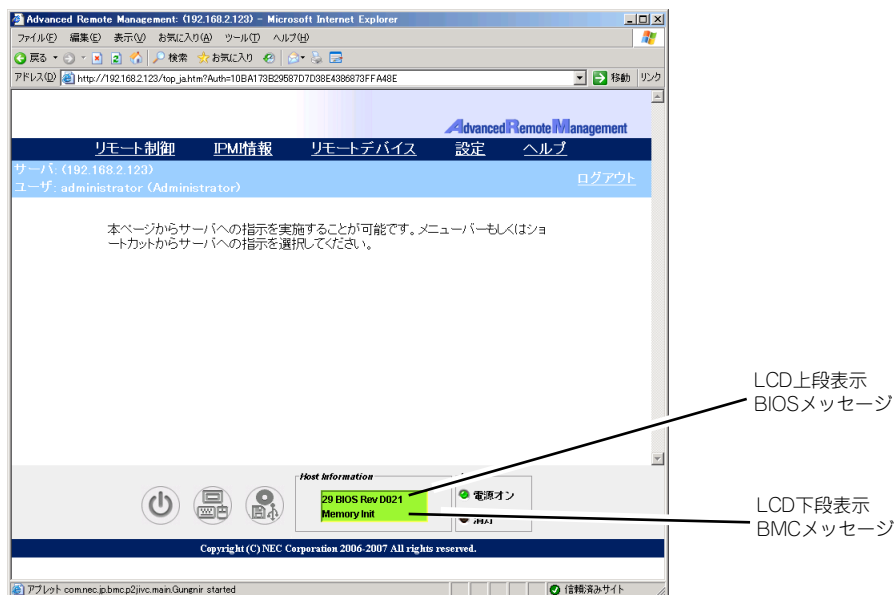 Advanced Remote Management: (192.168.2.123) - Microsoft Internet Explorer
ファイル(F) 編集(E) 表示(V) お気に入り(A) ツール(T) ヘルプ(H)
戻る 検索 お気に入り
アドレス(D) http://192.168.2.123/top_ja.htm?Auth=10BA173B29587D7D38E4386873FFA48E 移動 リンク
AdvancedRemoteManagement
リモート制御 IPMI情報 リモートデバイス 設定 ヘルプ
サーバ: (192.168.2.123)
ユーザ: administrator (Administrator)
ログアウト
本ページからサーバへの指示を実施することが可能です。メニューバーもしくはショ
ートカットからサーバへの指示を選択してください。
LCD上段表示
BIOSメッセージ
Host Information
29 BIOS Rev D021
Memory Init
電源オン
消灯
LCD下段表示
BMCメッセージ
Copyright (C) NEC Corporation 2006-2007 All rights reserved.
アプレット com.nec.jp.bmc.p2jivc.main.Gungnir started
信頼済みサイト